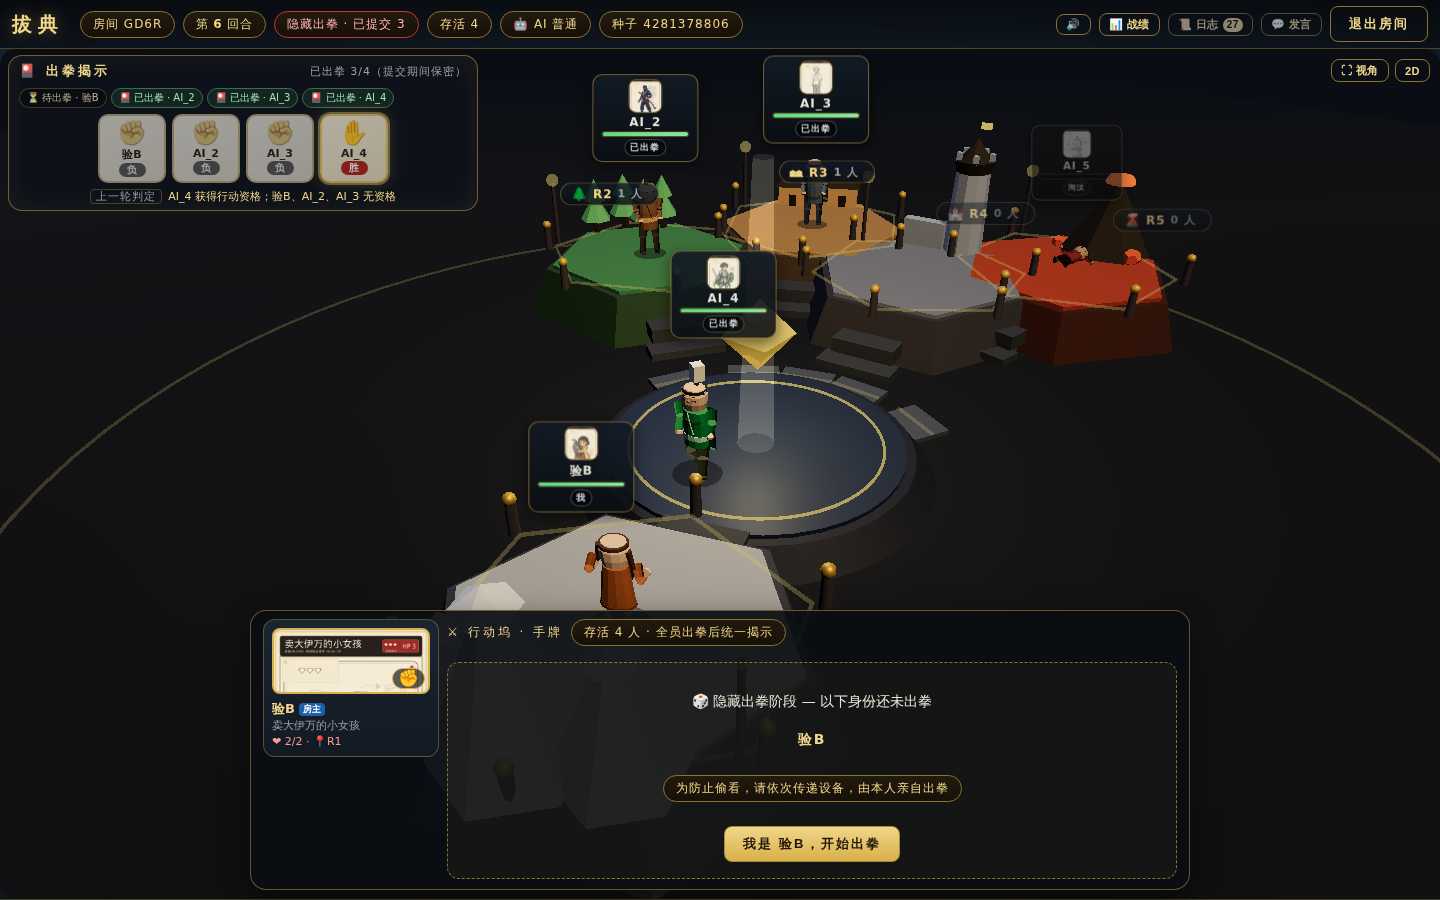 拔典
房间 GD6R
第 6 回合
隐藏出拳 · 已提交 3
存活 4
🤖 AI 普通
种子 4281378806
🔊
📊 战绩
📜 日志 27
💬 发言
退出房间
🎴 出拳揭示
已出拳 3/4（提交期间保密）
⏳ 待出拳 · 验B
🎴 已出拳 · AI_2
🎴 已出拳 · AI_3
🎴 已出拳 · AI_4
验B
负
AI_2
负
AI_3
负
AI_4
胜
上一轮判定 AI_4 获得行动资格；验B、AI_2、AI_3 无资格
⛶ 视角
2D
AI_2
已出拳
AI_3
已出拳
AI_5
淘汰
R2 1 人
R3 1 人
R4 0 人
R5 0 人
AI_4
已出拳
验B
我
卖大伊万的小女孩
HP 3
验B 房主
卖大伊万的小女孩
❤ 2/2 · 📍R1
⚔ 行动坞 · 手牌
存活 4 人 · 全员出拳后统一揭示
🎲 隐藏出拳阶段 — 以下身份还未出拳
验B
为防止偷看，请依次传递设备，由本人亲自出拳
我是 验B，开始出拳